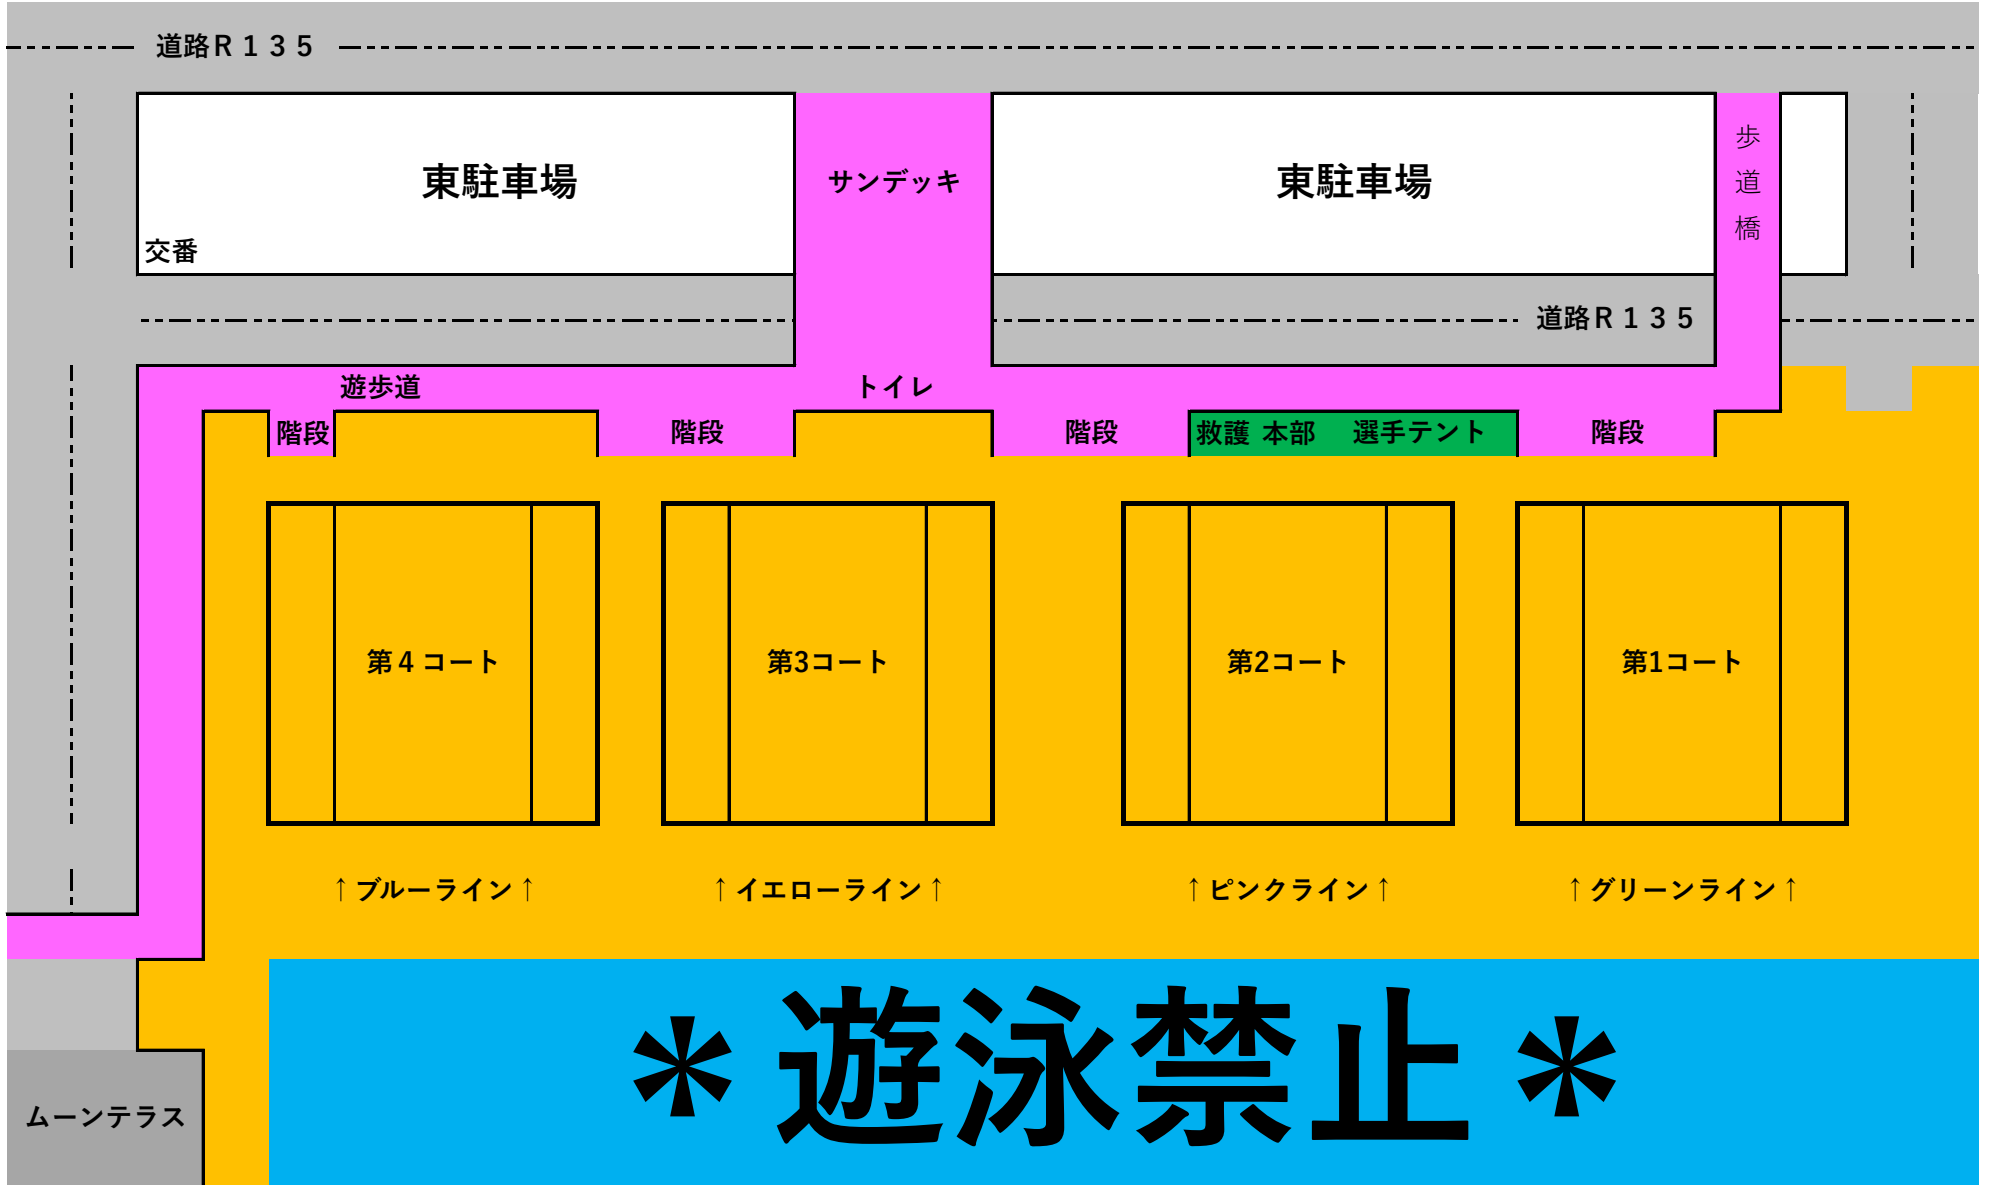 道路Ｒ１３５
東駐車場
サンデッキ
東駐車場
歩道橋
交番
道路Ｒ１３５
遊歩道
トイレ
階段
階段
階段
救護 本部 選手テント
階段
第４コート
第3コート
第2コート
第1コート
↑ブルーライン↑
↑イエローライン↑
↑ピンクライン↑
↑グリーンライン↑
＊遊泳禁止＊
ムーンテラス